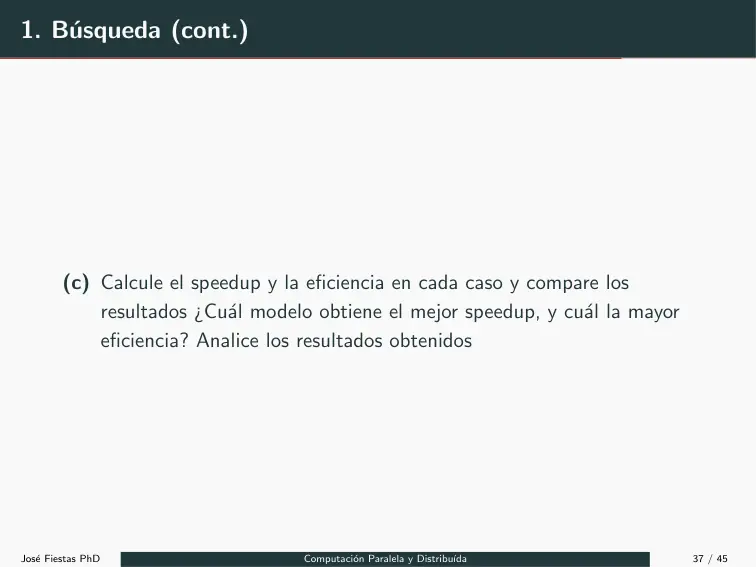 1. Búsqueda (cont.)
(c) Calcule el speedup y la eficiencia en cada caso y compare los
resultados ¿Cuál modelo obtiene el mejor speedup, y cuál la mayor
eficiencia? Analice los resultados obtenidos
José Fiestas PhD
Computación Paralela y Distribuída
37 / 45